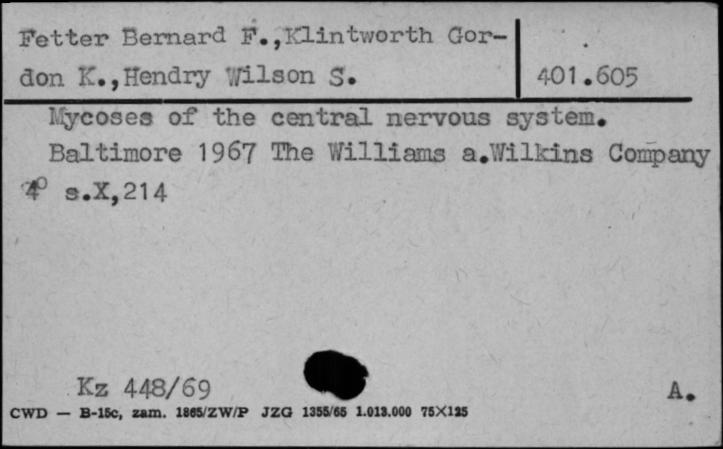 Fetter Bernard F.,Klintworth Gor-
don K.,Hendry Wilson S.
401.605
Mycoses of the central nervous system.
Baltimore 1967 The Williams a.Wilkins Company
4° s.X,214
Kz 448/69
A.
CWD — B-15c, zam. 1865/ZW/P JZG 1355/65 1.013.000 75X125